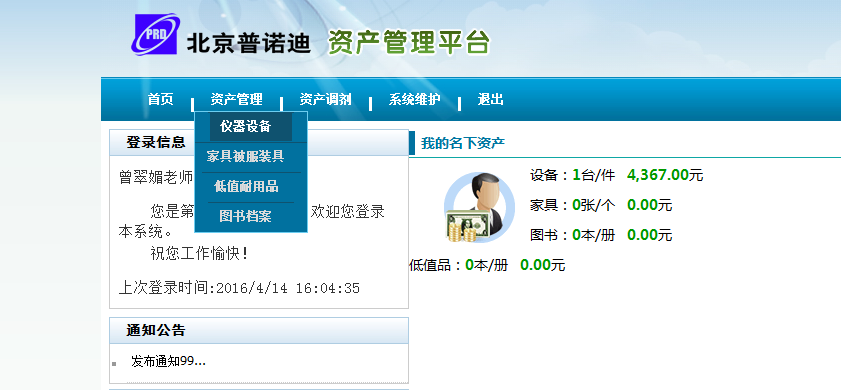 PRD 北京普诺迪 资产管理平台
首页 资产管理 资产调剂 系统维护 退出
仪器设备
家具被服装具
低值耐用品
图书档案
登录信息
曾翠媚老师
您是第 欢迎您登录
本系统。
祝您工作愉快!
上次登录时间:2016/4/14 16:04:35
通知公告
发布通知99...
我的名下资产
设备：1台/件 4,367.00元
家具：0张/个 0.00元
图书：0本/册 0.00元
低值品：0本/册 0.00元